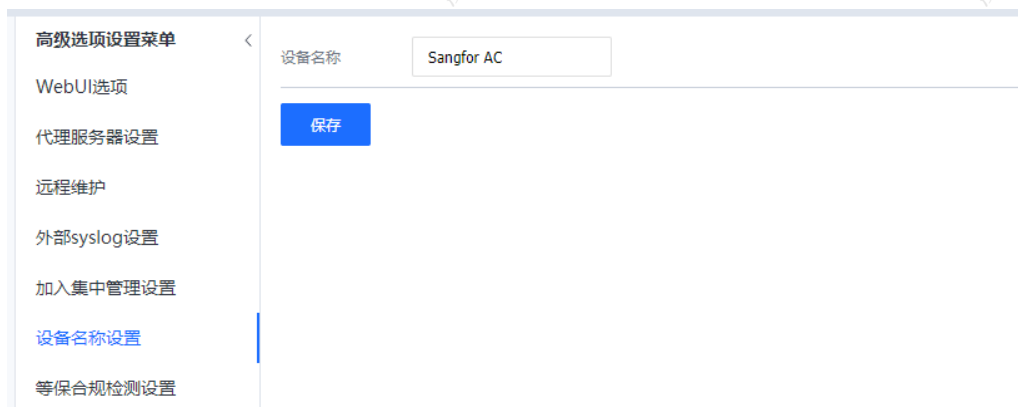 高级选项设置菜单
设备名称 Sangfor AC
WebUI选项
保存
代理服务器设置
远程维护
外部syslog设置
加入集中管理设置
设备名称设置
等保合规检测设置